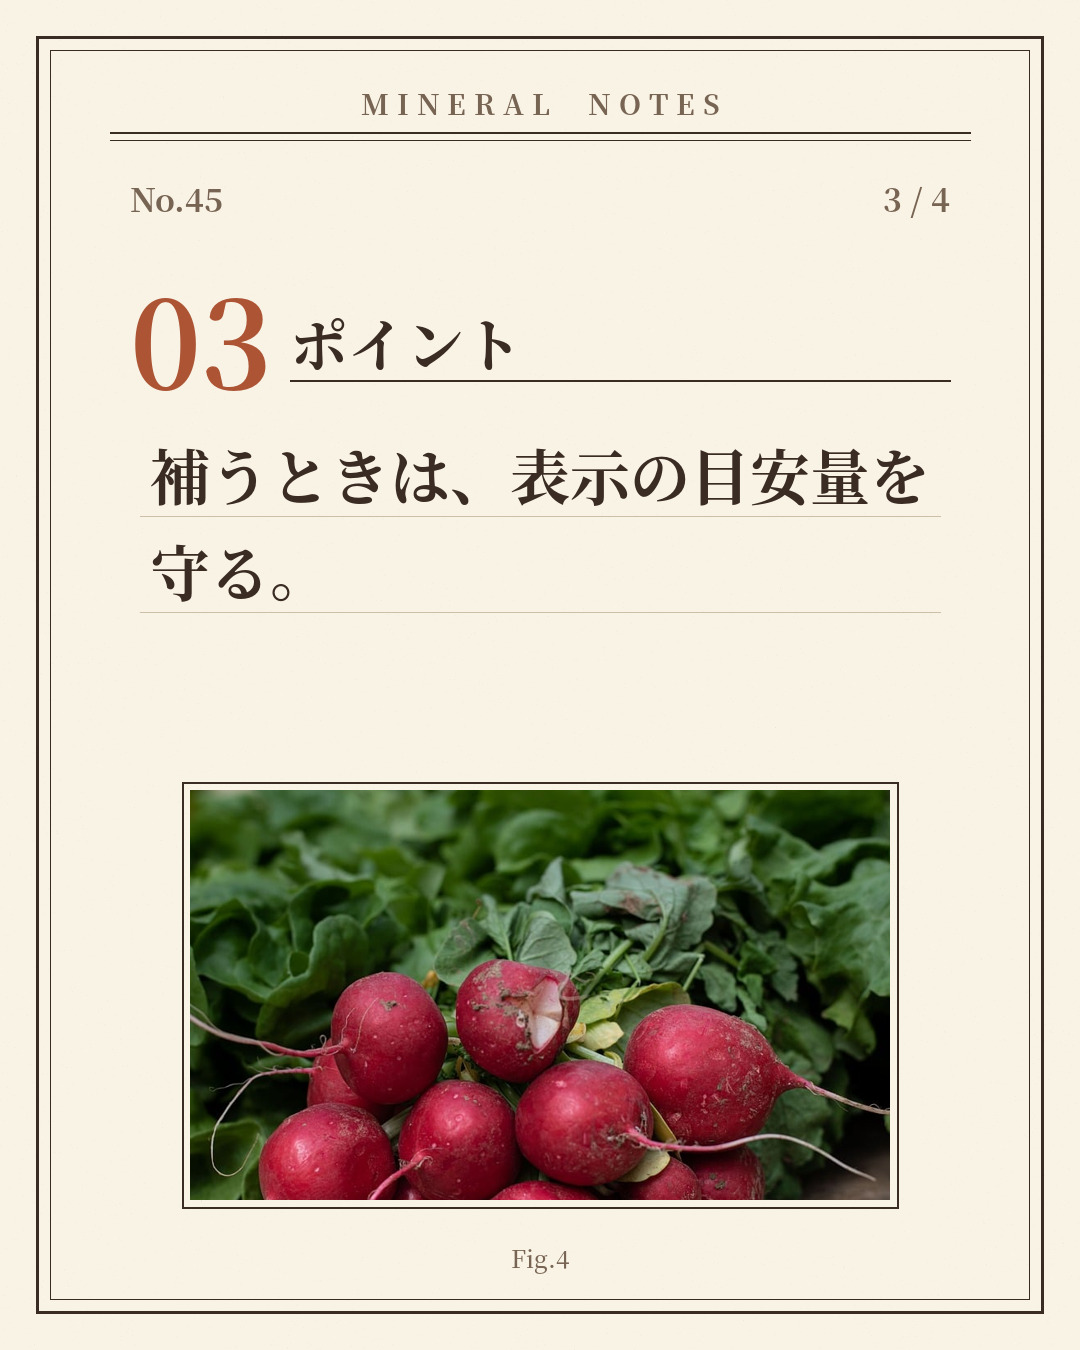 MINERAL NOTES
No.45
3 / 4
03 ポイント
補うときは、表示の目安量を
守る。
Fig.4